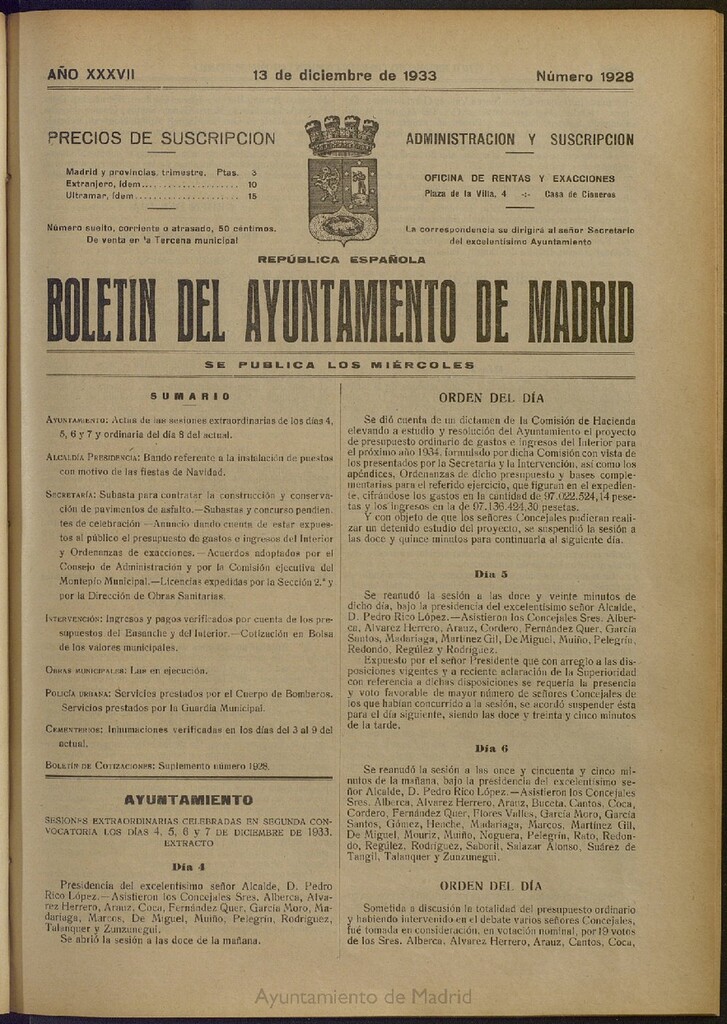 AÑO XXXVII 13 de diciembre de 1933 Número 1928
PRECIOS DE SUSCRIPCION
Madrid y provincias, trimestre. Ptas. 3
Extranjero, ídem..................... 10
Ultramar, ídem..................... 15
Número suelto, corriente o atrasado, 50 céntimos.
De venta en la Tercena municipal
ADMINISTRACION Y SUSCRIPCION
OFICINA DE RENTAS Y EXACCIONES
Plaza de la Villa, 4 -:- Casa de Cisneros
La correspondencia se dirigirá al señor Secretario
del excelentísimo Ayuntamiento
REPÚBLICA ESPAÑOLA
BOLETIN DEL AYUNTAMIENTO DE MADRID
SE PUBLICA LOS MIÉRCOLES
SUMARIO
AYUNTAMIENTO: Actas de las sesiones extraordinarias de los días 4,
5, 6 y 7 y ordinaria del día 8 del actual.
ALCALDÍA PRESIDENCIA: Bando referente a la instalación de puestos
con motivo de las fiestas de Navidad.
SECRETARÍA: Subasta para contratar la construcción y conserva-
ción de pavimentos de asfalto.—Subastas y concurso pendien-
tes de celebración—Anuncio dando cuenta de estar expues-
tos al público el presupuesto de gastos e ingresos del Interior
y Ordenanzas de exacciones.—Acuerdos adoptados por el
Consejo de Administración y por la Comisión ejecutiva del
Montepío Municipal.—Licencias expedidas por la Sección 2.ª y
por la Dirección de Obras Sanitarias.
INTERVENCIÓN: Ingresos y pagos verificados por cuenta de los pre-
supuestos del Ensanche y del Interior.—Cotización en Bolsa
de los valores municipales.
OBRAS MUNICIPALES: Las en ejecución.
POLICÍA URBANA: Servicios prestados por el Cuerpo de Bomberos.
Servicios prestados por la Guardia Municipal.
CEMENTERIOS: Inhumaciones verificadas en los días del 3 al 9 del
actual.
BOLETÍN DE COTIZACIONES: Suplemento número 1928.
AYUNTAMIENTO
SESIONES EXTRAORDINARIAS CELEBRADAS EN SEGUNDA CON-
VOCATORIA LOS DÍAS 4, 5, 6 Y 7 DE DICIEMBRE DE 1933.
EXTRACTO
Día 4
Presidencia del excelentísimo señor Alcalde, D. Pedro
Rico López.—Asistieron los Concejales Sres. Alberca, Alva-
rez Herrero, Arauz, Coca, Fernández Quer, García Moro, Ma-
dariaga, Marcos, De Miguel, Muiño, Pelegrín, Rodríguez,
Talanquer y Zunzunegui.
Se abrió la sesión a las doce de la mañana.
ORDEN DEL DÍA
Se dió cuenta de un dictamen de la Comisión de Hacienda
elevando a estudio y resolución del Ayuntamiento el proyecto
de presupuesto ordinario de gastos e ingresos del Interior para
el próximo año 1934, formulado por dicha Comisión con vista de
los presentados por la Secretaría y la Intervención, así como los
apéndices, Ordenanzas de dicho presupuesto y bases comple-
mentarias para el referido ejercicio, que figuran en el expedien-
te, cifrándose los gastos en la cantidad de 97.022.524,14 pese-
tas y los ingresos en la de 97.136.424,30 pesetas.
Y con objeto de que los señores Concejales pudieran reali-
zar un detenido estudio del proyecto, se suspendió la sesión a
las doce y quince minutos para continuarla al siguiente día.
Día 5
Se reanudó la sesión a las doce y veinte minutos de
dicho día, bajo la presidencia del excelentísimo señor Alcalde,
D. Pedro Rico López.—Asistieron los Concejales Sres. Alber-
ca, Alvarez Herrero, Arauz, Cordero, Fernández Quer, García
Santos, Madariaga, Martínez Gil, De Miguel, Muiño, Pelegrín,
Redondo, Regúlez y Rodríguez.
Expuesto por el señor Presidente que con arreglo a las dis-
posiciones vigentes y a reciente aclaración de la Superioridad
con referencia a dichas disposiciones se requería la presencia
y voto favorable de mayor número de señores Concejales de
los que habían concurrido a la sesión, se acordó suspender ésta
para el día siguiente, siendo las doce y treinta y cinco minutos
de la tarde.
Día 6
Se reanudó la sesión a las once y cincuenta y cinco mi-
nutos de la mañana, bajo la presidencia del excelentísimo se-
ñor Alcalde, D. Pedro Rico López.—Asistieron los Concejales
Sres. Alberca, Alvarez Herrero, Arauz, Buceta, Cantos, Coca,
Cordero, Fernández Quer, Flores Valles, García Moro, García
Santos, Gómez, Henche, Madariaga, Marcos, Martínez Gil,
De Miguel, Mouriz, Muiño, Noguera, Pelegrín, Rato, Redon-
do, Regúlez, Rodríguez, Saborit, Salazar Alonso, Suárez de
Tangil, Talanquer y Zunzunegui.
ORDEN DEL DÍA
Sometida a discusión la totalidad del presupuesto ordinario
y habiendo intervenido en el debate varios señores Concejales,
fué tomada en consideración, en votación nominal, por 19 votos
de los Sres. Alberca, Alvarez Herrero, Arauz, Cantos, Coca,
Ayuntamiento de Madrid